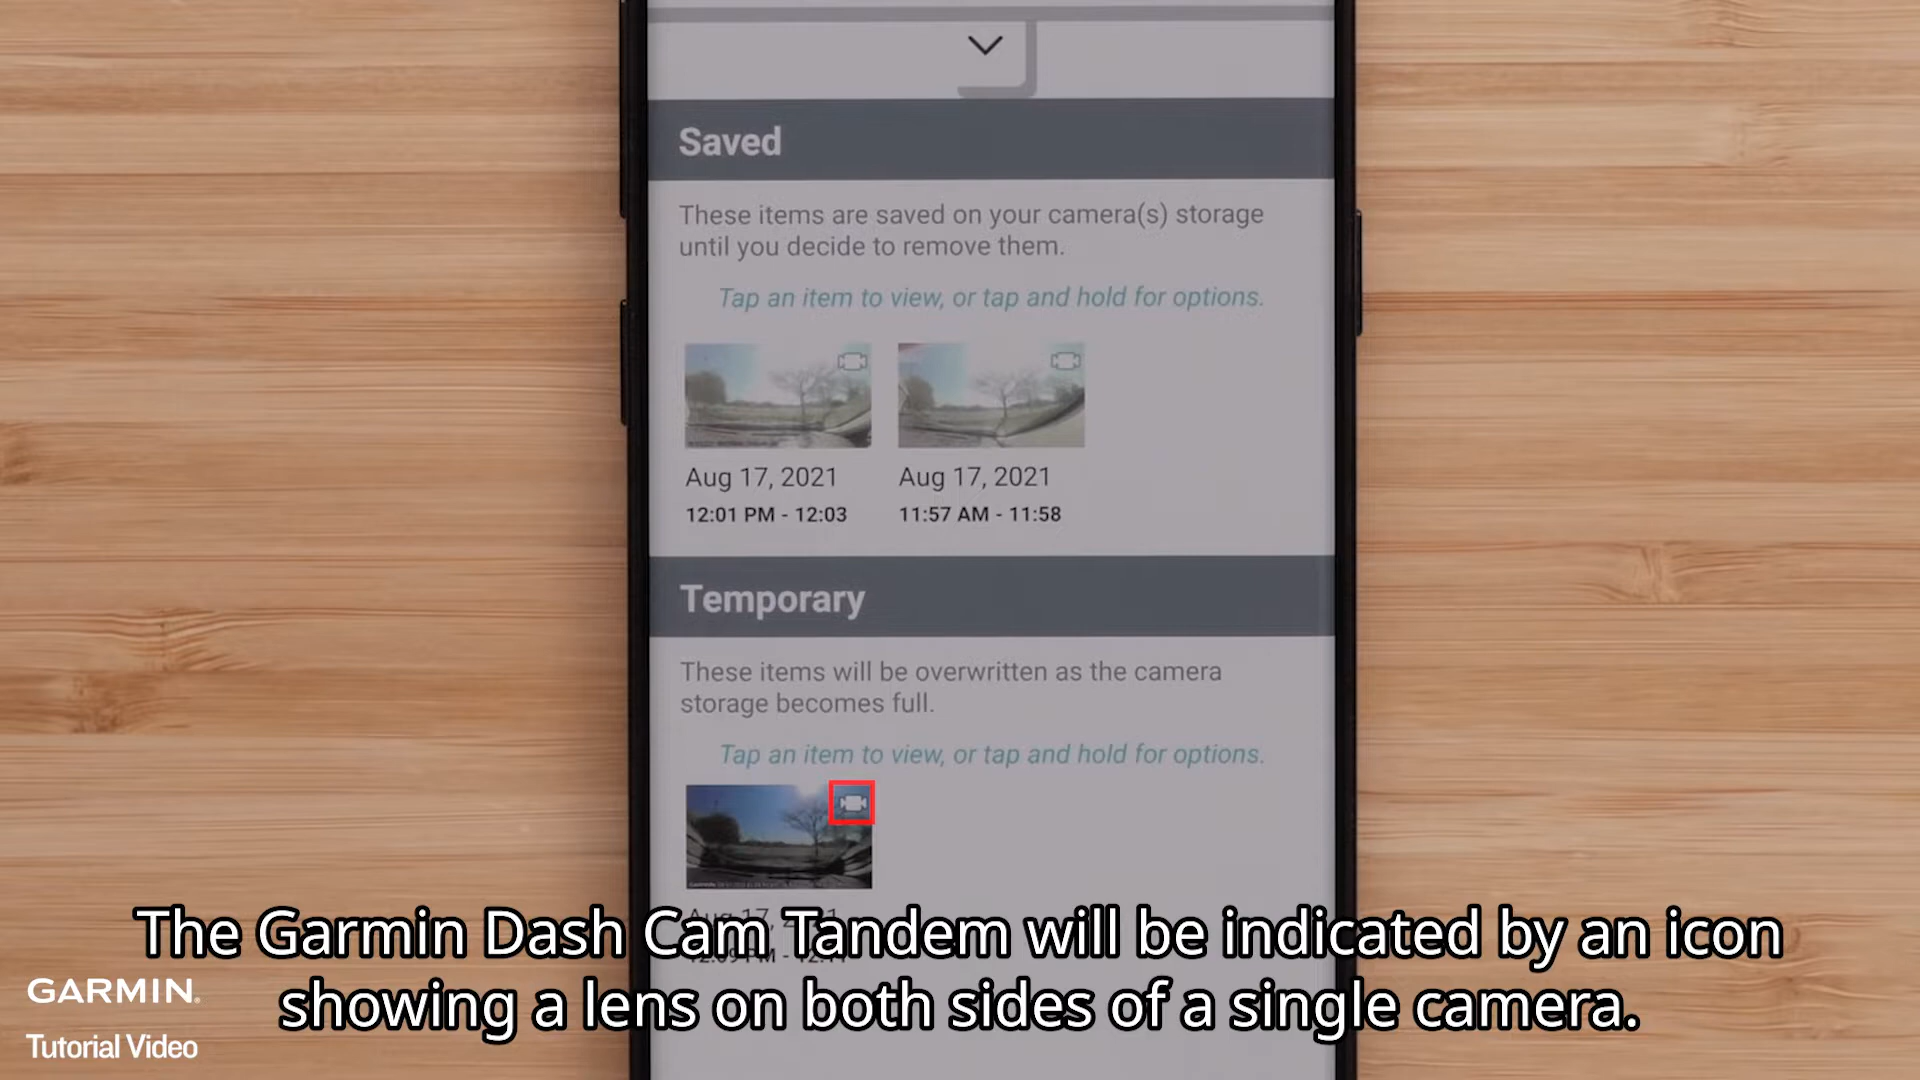 Saved
These items are saved on your camera(s) storage
until you decide to remove them.
Tap an item to view, or tap and hold for options.
Aug 17, 2021 Aug 17, 2021
12:01 PM - 12:03 11:57 AM - 11:58
Temporary
These items will be overwritten as the camera
storage becomes full.
Tap an item to view, or tap and hold for options.
Aug 17, 2021
The Garmin Dash Cam Tandem will be indicated by an icon
showing a lens on both sides of a single camera.
GARMIN
Tutorial Video